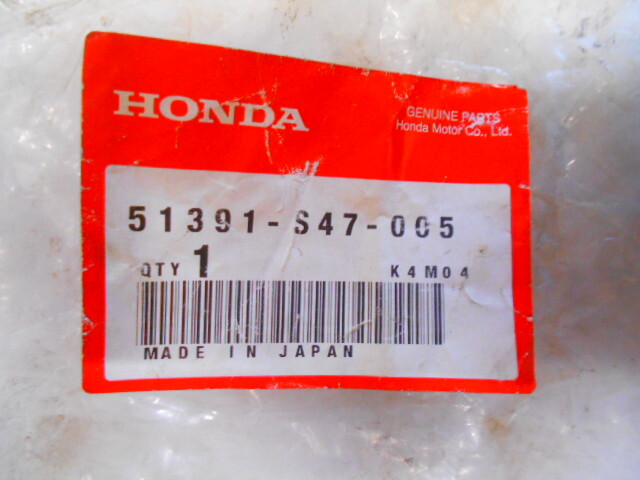 HONDA
GENUINE PARTS
Honda Motor Co., Ltd.
51391-S47-005
QTY 1 K4M04
MADE IN JAPAN